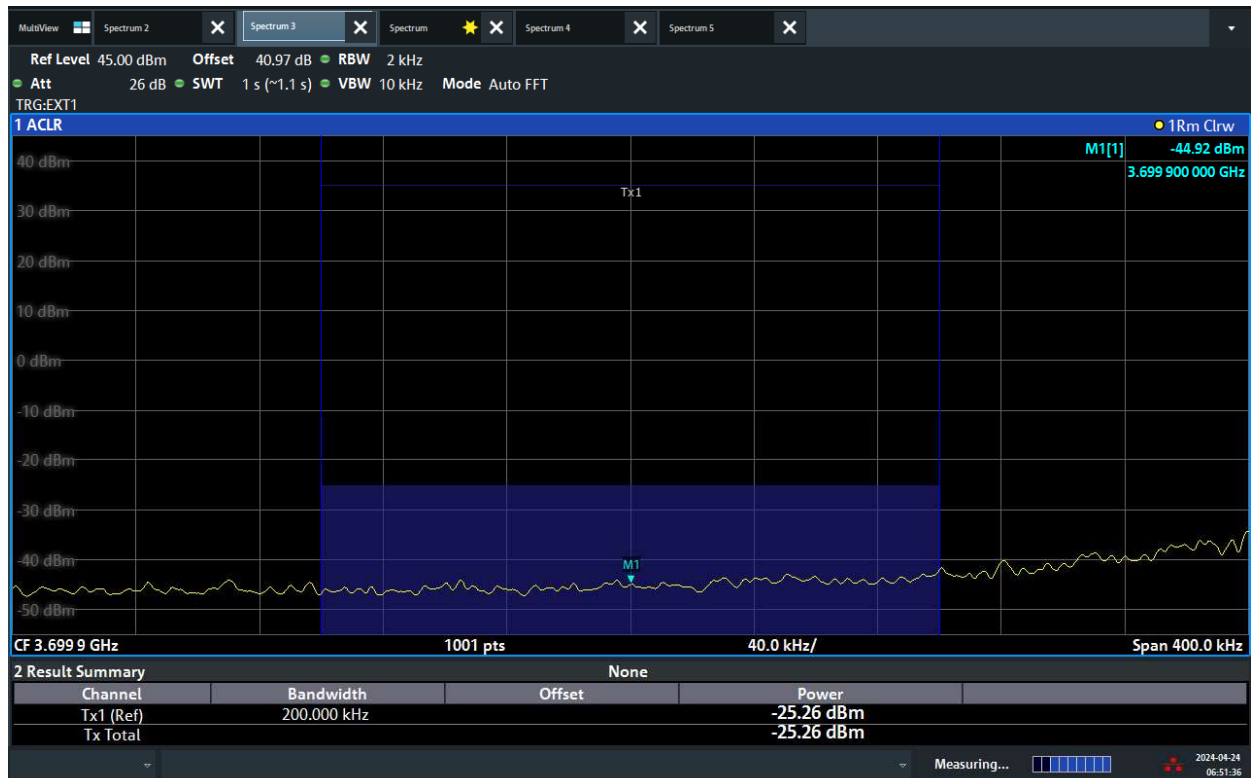 MultiView Spectrum 2 Spectrum 3 Spectrum Spectrum 4 Spectrum 5
Ref Level 45.00 dBm Offset 40.97 dB RBW 2 kHz
Att 26 dB SWT 1 s (~1.1 s) VBW 10 kHz Mode Auto FFT
TRG:EXT1
1 ACLR 1Rm Clrw
M1[1] -44.92 dBm
3.699 900 000 GHz
40 dBm
Tx1
30 dBm
20 dBm
10 dBm
0 dBm
-10 dBm
-20 dBm
-30 dBm
-40 dBm
M1
-50 dBm
CF 3.699 9 GHz 1001 pts 40.0 kHz/ Span 400.0 kHz
2 Result Summary None
Channel Bandwidth Offset Power
Tx1 (Ref) 200.000 kHz -25.26 dBm
Tx Total -25.26 dBm
Measuring... 2024-04-24
06:51:36